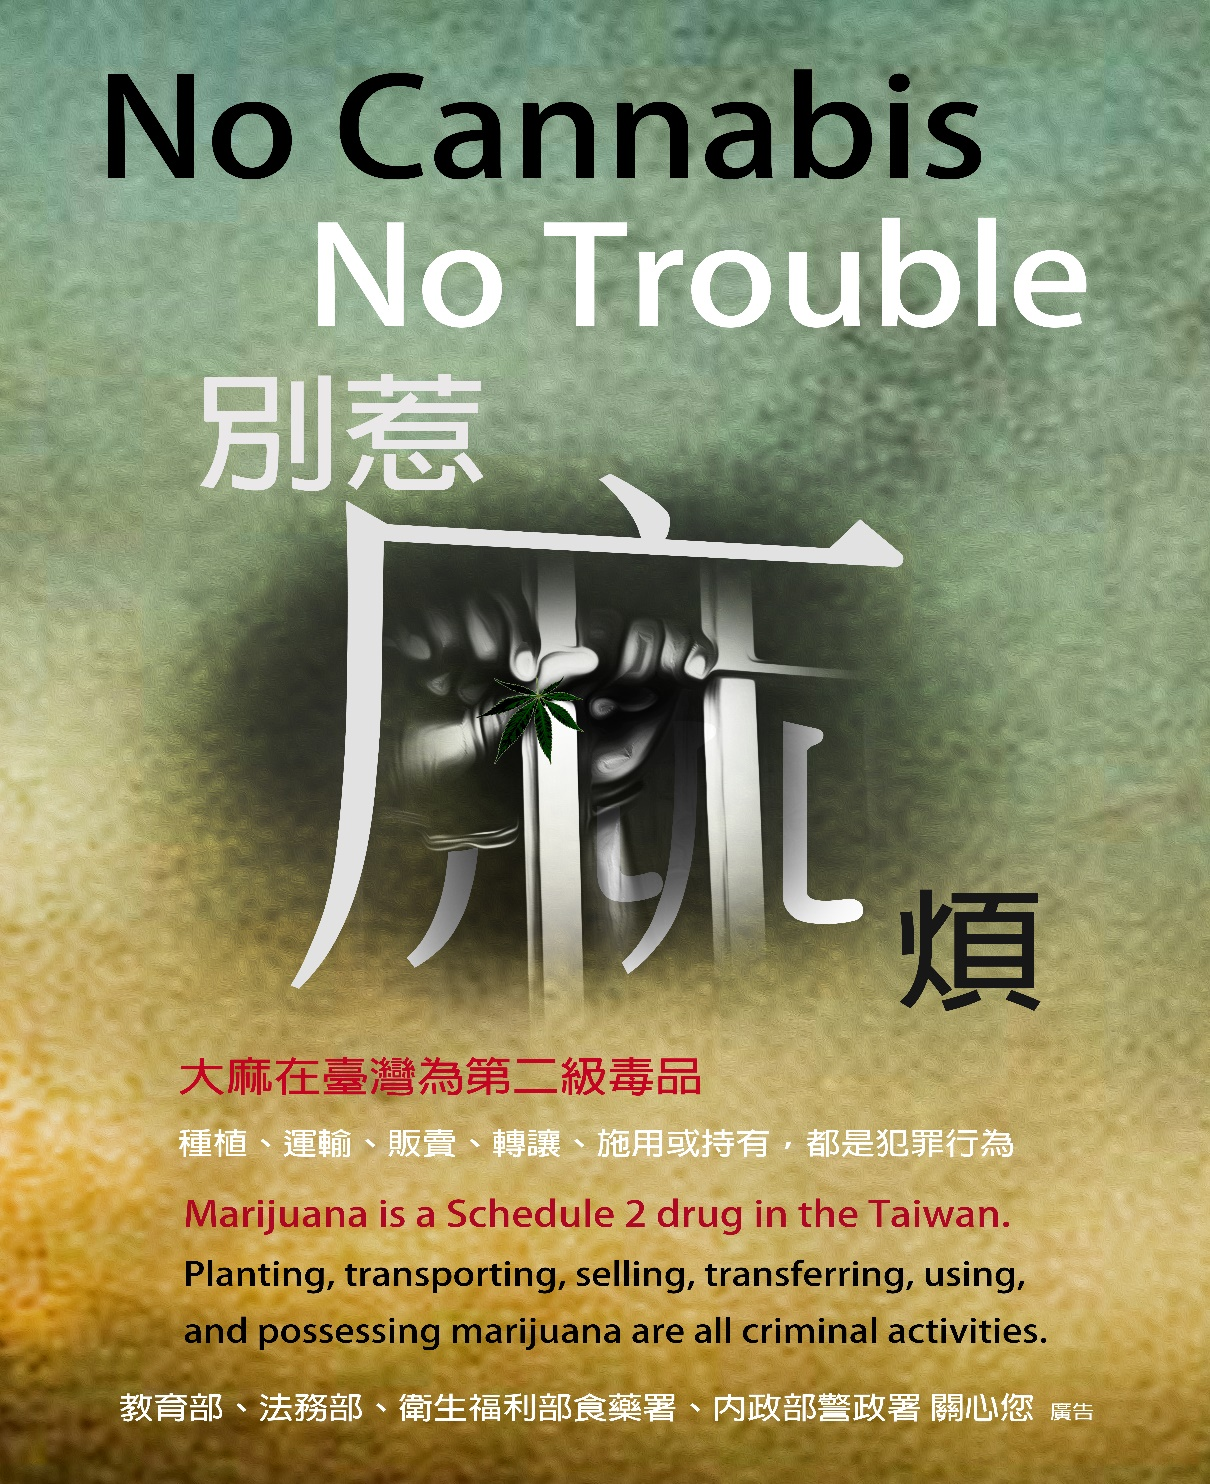 No Cannabis
No Trouble
別惹
麻
煩
大麻在臺灣為第二級毒品
種植、運輸、販賣、轉讓、施用或持有，都是犯罪行為
Marijuana is a Schedule 2 drug in the Taiwan.
Planting, transporting, selling, transferring, using,
and possessing marijuana are all criminal activities.
教育部、法務部、衛生福利部食藥署、內政部警政署 關心您 廣告